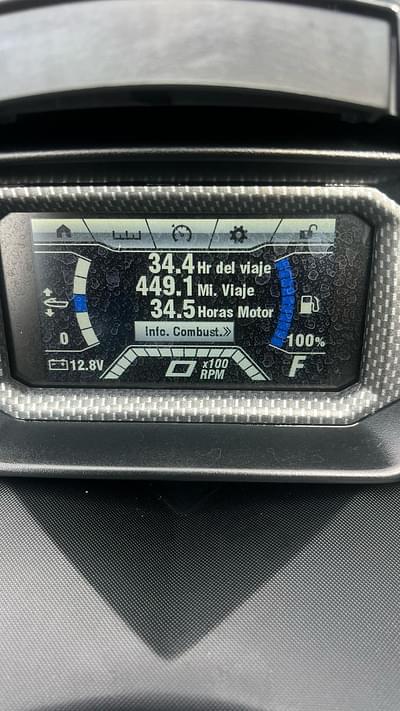 34.4 Hr del viaje
449.1 Mi. Viaje
34.5 Horas Motor
Info. Combust.»
0
100%
12.8V
0 x100 RPM
F